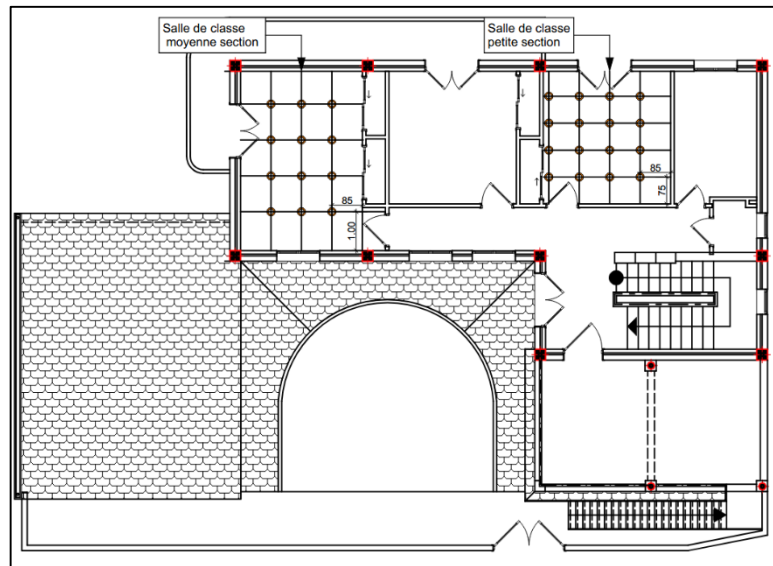 Salle de classe
moyenne section
Salle de classe
petite section
85
75
85
1.00